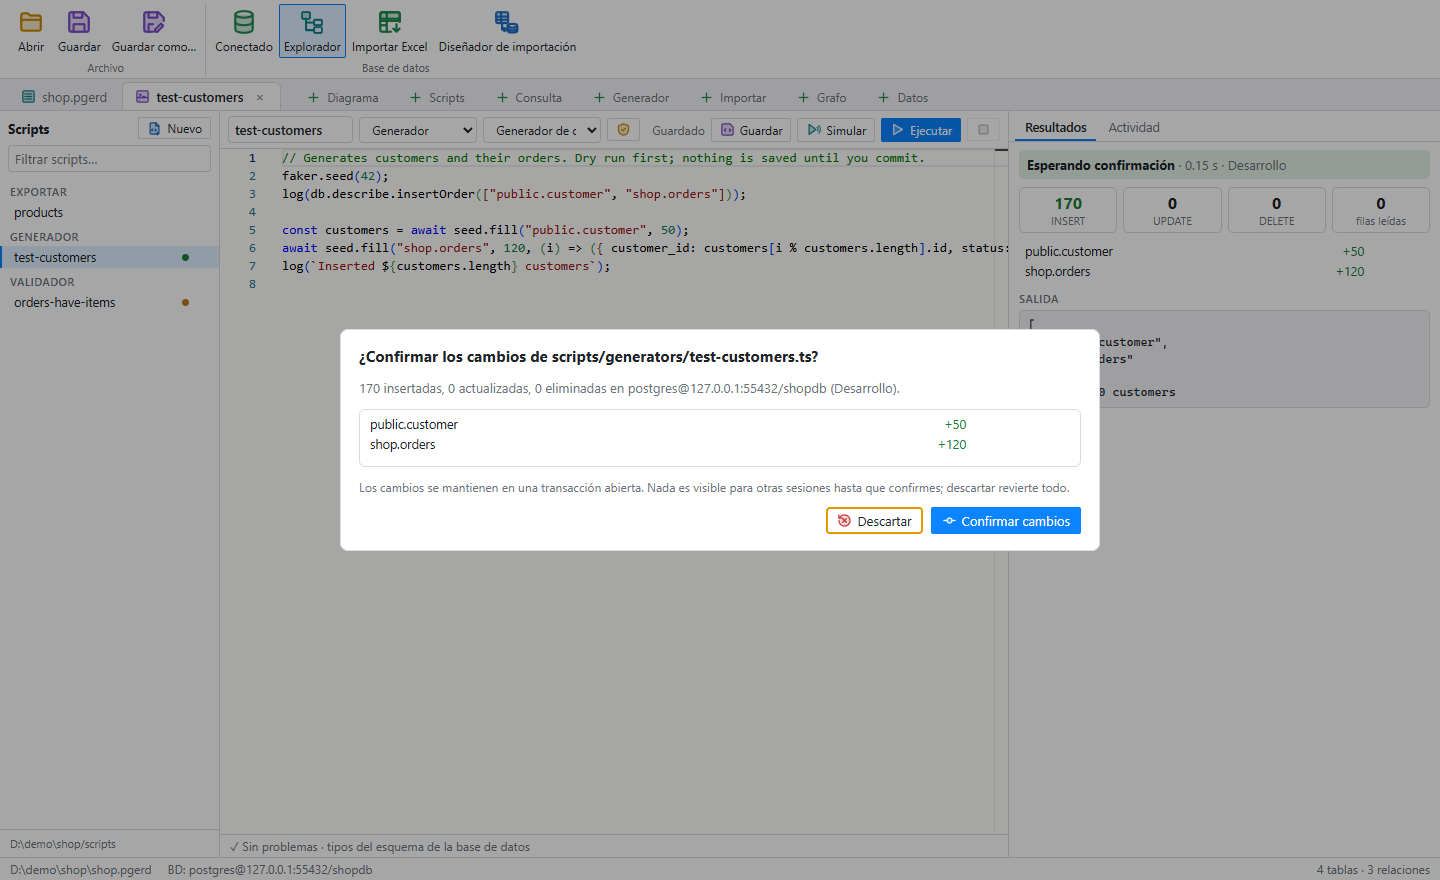 Abrir
Guardar
Guardar como...
Conectado
Explorador
Importar Excel
Diseñador de importación
Archivo
Base de datos
shop.pgerd
test-customers ×
+ Diagrama
+ Scripts
+ Consulta
+ Generador
+ Importar
+ Grafo
+ Datos
Scripts
Nuevo
Filtrar scripts...
EXPORTAR
products
GENERADOR
test-customers
VALIDADOR
orders-have-items
D:\demo\shop/scripts
test-customers
Generador
Generador de c
Guardado
Guardar
Simular
Ejecutar
1 // Generates customers and their orders. Dry run first; nothing is saved until you commit.
2 faker.seed(42);
3 log(db.describe.insertOrder(["public.customer", "shop.orders"]));
4
5 const customers = await seed.fill("public.customer", 50);
6 await seed.fill("shop.orders", 120, (i) => ({ customer_id: customers[i % customers.length].id, status:
7 log(`Inserted ${customers.length} customers`);
8
✓ Sin problemas · tipos del esquema de la base de datos
Resultados
Actividad
Esperando confirmación · 0.15 s · Desarrollo
170
INSERT
0
UPDATE
0
DELETE
0
filas leídas
public.customer +50
shop.orders +120
SALIDA
[
customer",
ders"
0 customers
¿Confirmar los cambios de scripts/generators/test-customers.ts?
170 insertadas, 0 actualizadas, 0 eliminadas en postgres@127.0.0.1:55432/shopdb (Desarrollo).
public.customer +50
shop.orders +120
Los cambios se mantienen en una transacción abierta. Nada es visible para otras sesiones hasta que confirmes; descartar revierte todo.
Descartar
Confirmar cambios
D:\demo\shop\shop.pgerd
BD: postgres@127.0.0.1:55432/shopdb
4 tablas · 3 relaciones